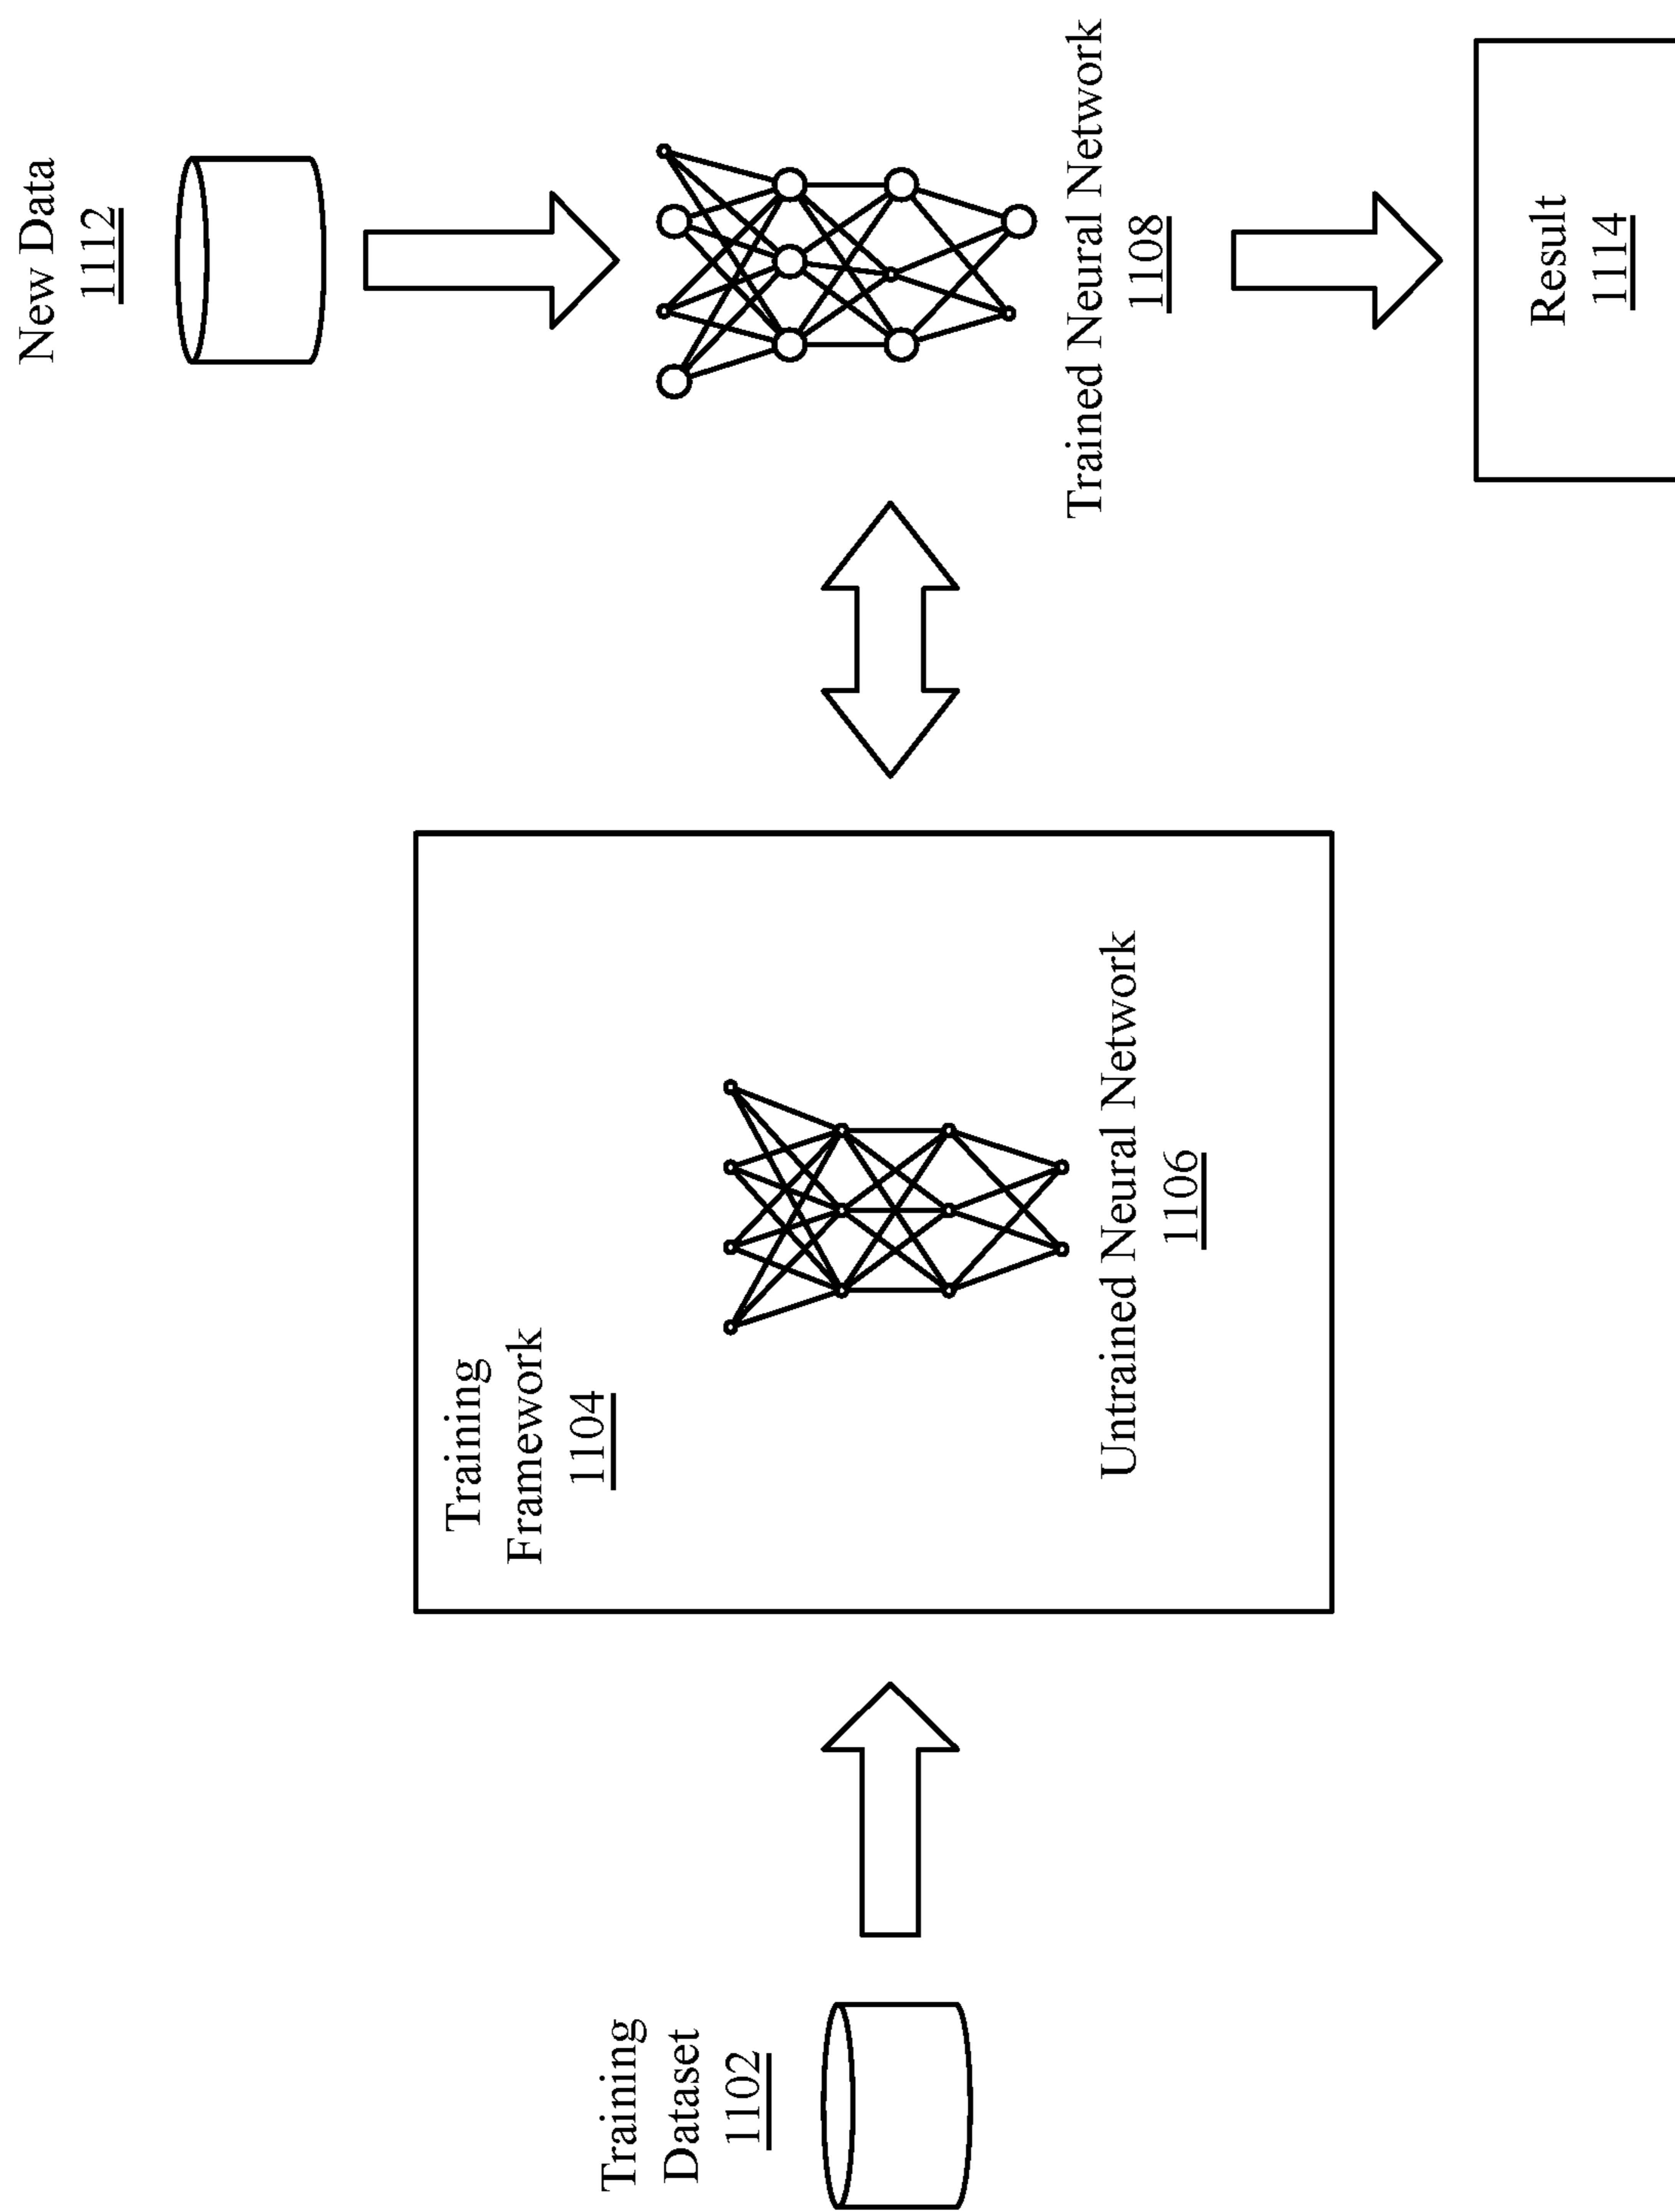 Training
Dataset
1102
Training
Framework
1104
Untrained Neural Network
1106
New Data
1112
Trained Neural Network
1108
Result
1114